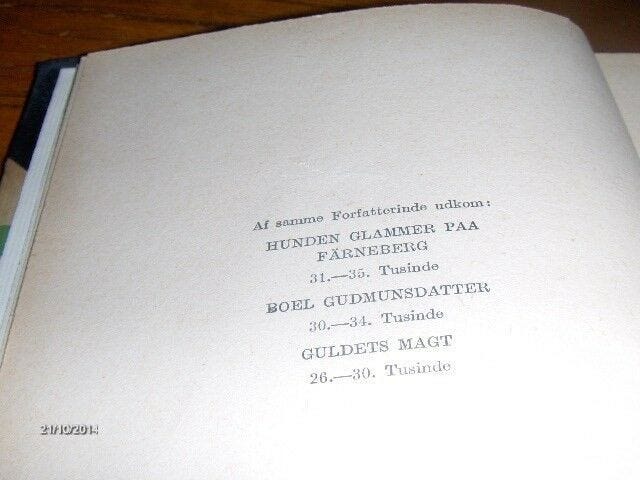 Af samme Forfatterinde udkom:
HUNDEN GLAMMER PAA
FÄRNEBERG
31.—35. Tusinde
BOEL GUDMUNSDATTER
30.—34. Tusinde
GULDETS MAGT
26.—30. Tusinde
21/10/2014